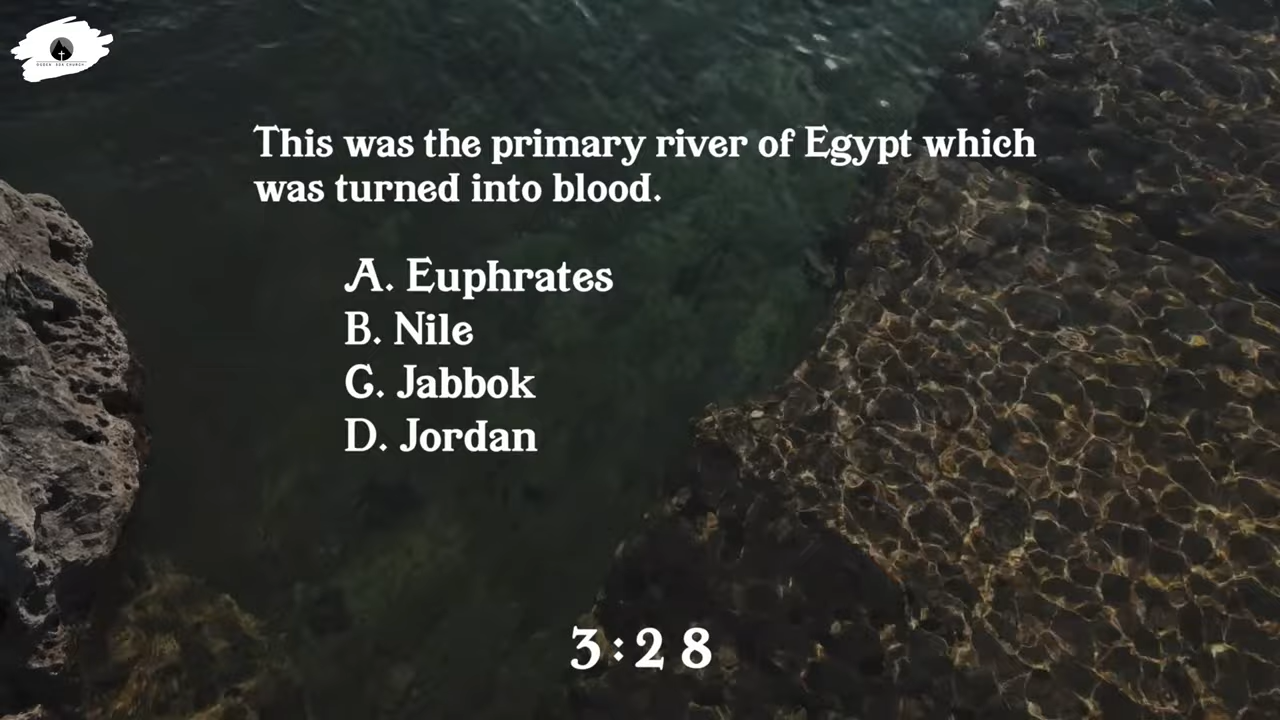 This was the primary river of Egypt which
was turned into blood.
A. Euphrates
B. Nile
C. Jabbok
D. Jordan
3:28